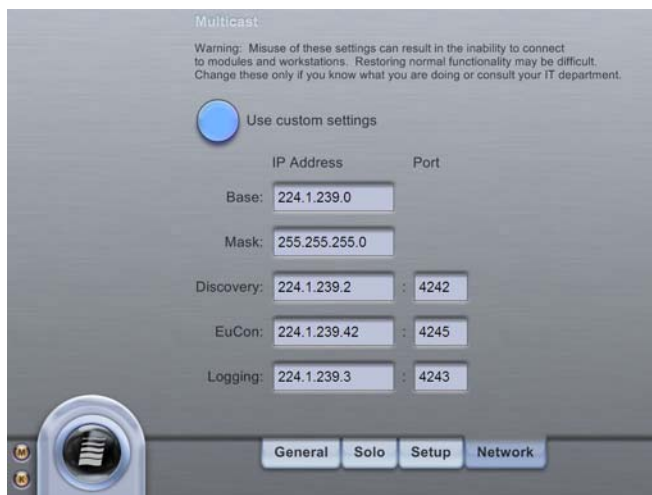 Multicast
Warning: Misuse of these settings can result in the inability to connect
to modules and workstations. Restoring normal functionality may be difficult.
Change these only if you know what you are doing or consult your IT department.
Use custom settings
IP Address Port
Base: 224.1.239.0
Mask: 255.255.255.0
Discovery: 224.1.239.2 : 4242
EuCon: 224.1.239.42 : 4245
Logging: 224.1.239.3 : 4243
General Solo Setup Network
M
K